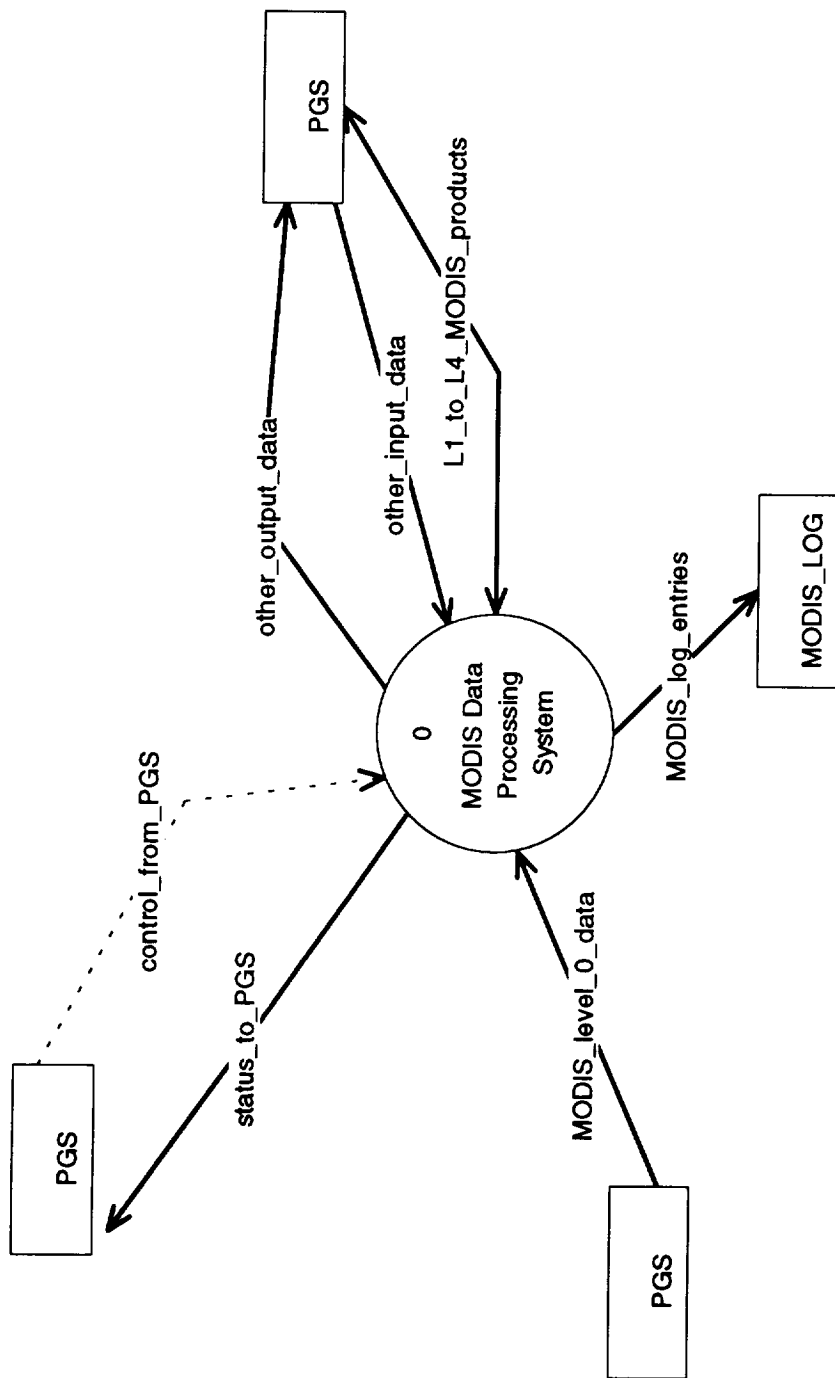 PGS
control_from_PGS
status_to_PGS
other_output_data
PGS
other_input_data
L1_to_L4_MODIS_products
0
MODIS Data
Processing
System
MODIS_level_0_data
PGS
MODIS_log_entries
MODIS_LOG